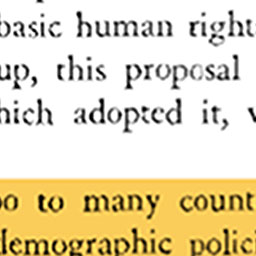 basic human rights
up, this proposal
hich adopted it, v
oo to many count
demographic polici